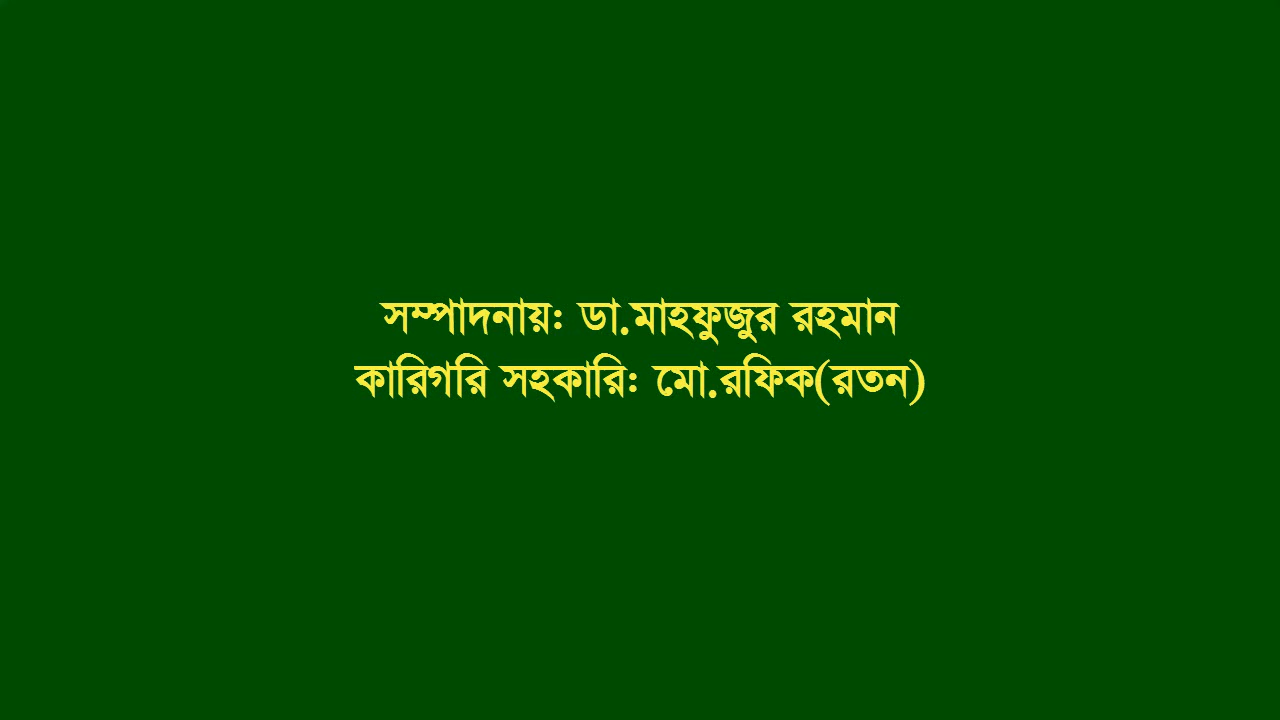 সম্পাদনায়ঃ ডা.মাহফুজুর রহমান
কারিগরি সহকারিঃ মো.রফিক(রতন)